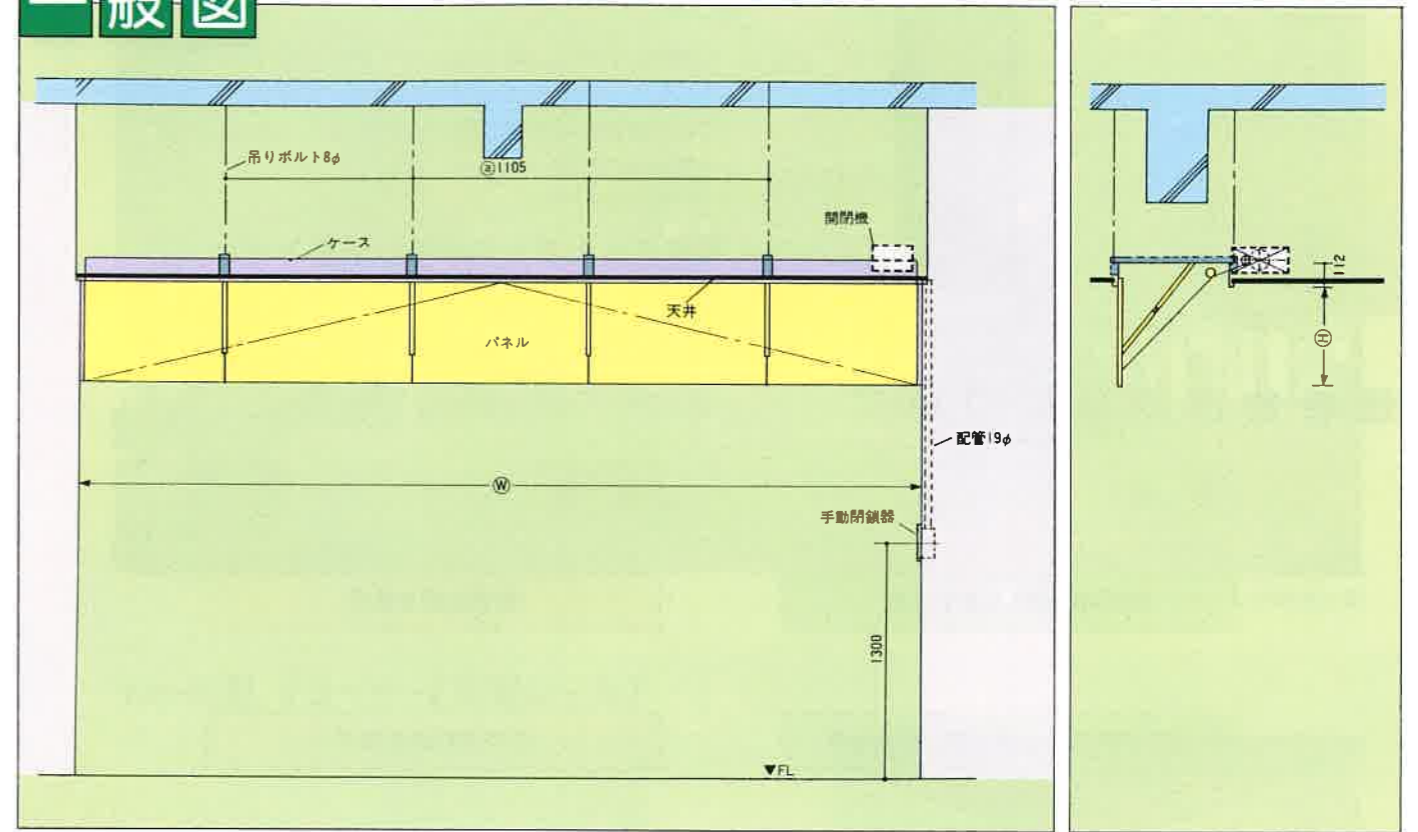 一般図
吊りボルト8φ
ⓐ1105
開閉機
ケース
天井
パネル
112
Ⓗ
配管19φ
Ⓦ
手動閉鎖器
1300
▼FL